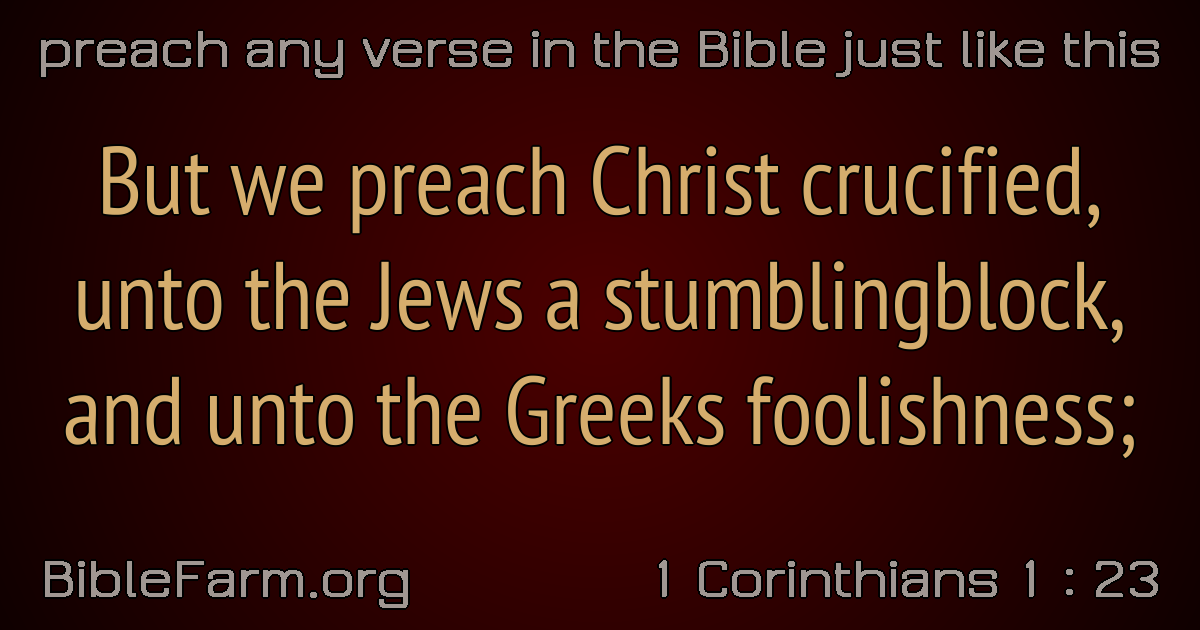 preach any verse in the Bible just like this
But we preach Christ crucified,
unto the Jews a stumblingblock,
and unto the Greeks foolishness;
BibleFarm.org
1 Corinthians 1 : 23